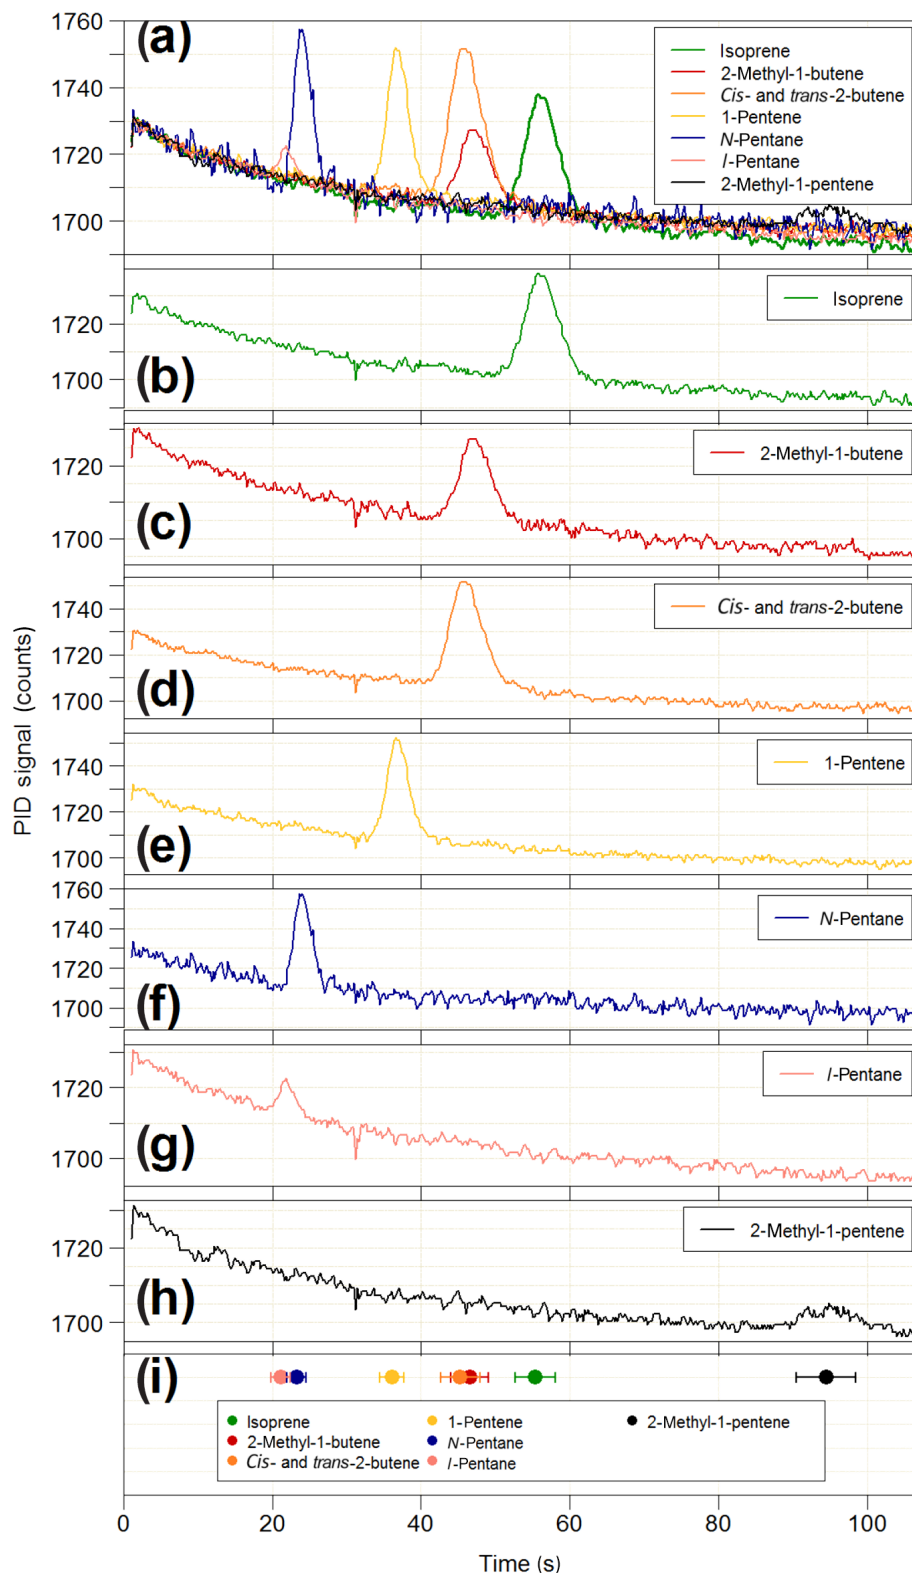 1760
1740
1720
1700
(a)
Isoprene
2-Methyl-1-butene
Cis- and trans-2-butene
1-Pentene
N-Pentane
I-Pentane
2-Methyl-1-pentene
1720
1700
(b)
Isoprene
1720
1700
(c)
2-Methyl-1-butene
1740
1720
1700
(d)
Cis- and trans-2-butene
PID signal (counts)
1740
1720
1700
(e)
1-Pentene
1760
1740
1720
1700
(f)
N-Pentane
1720
1700
(g)
I-Pentane
1720
1700
(h)
2-Methyl-1-pentene
(i)
Isoprene 1-Pentene 2-Methyl-1-pentene
2-Methyl-1-butene N-Pentane
Cis- and trans-2-butene I-Pentane
0 20 40 60 80 100
Time (s)